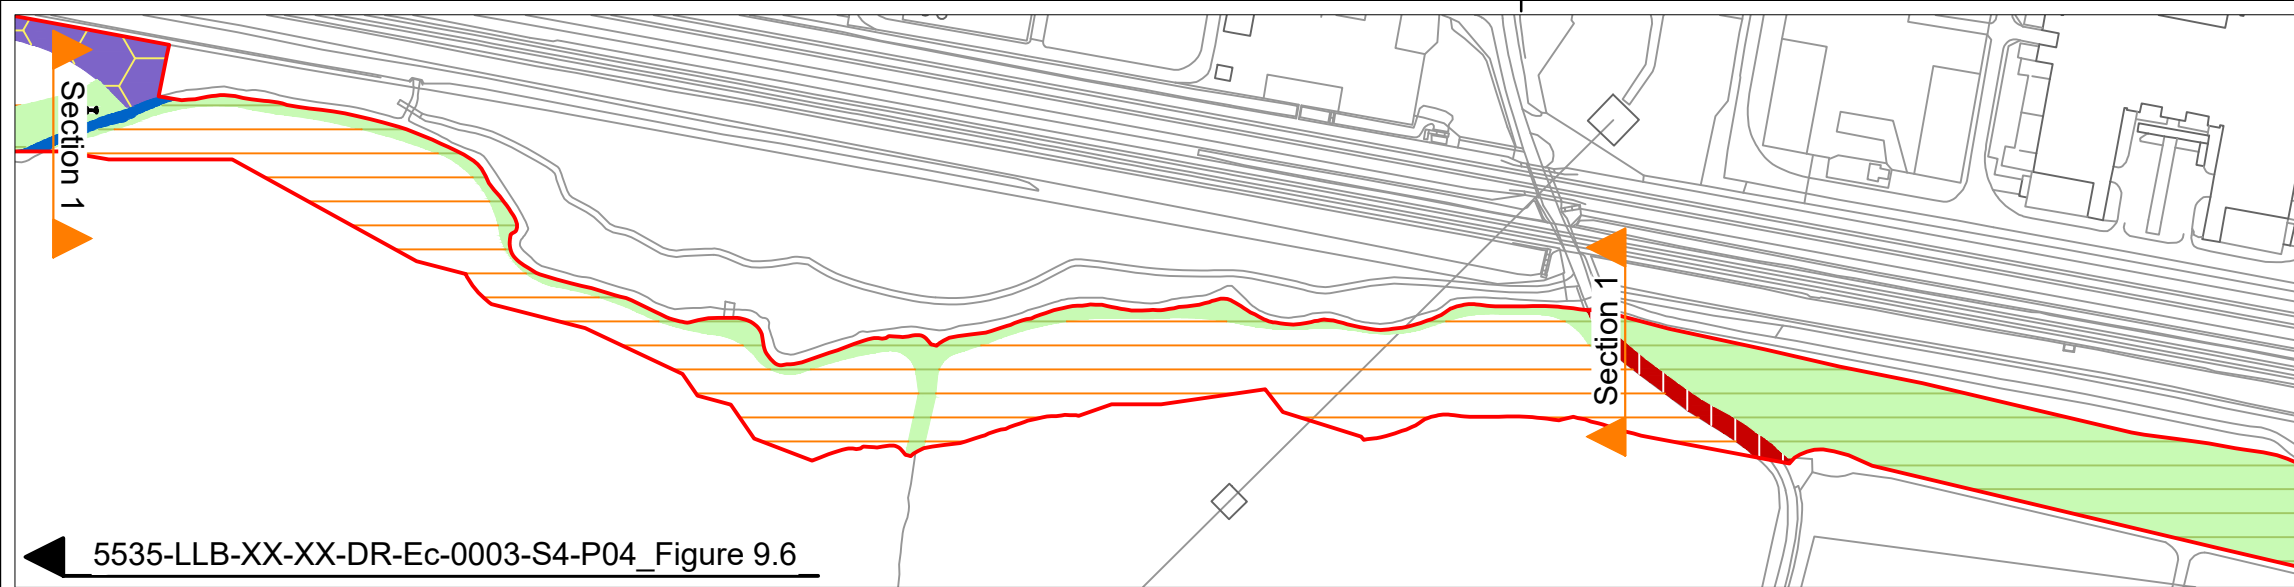 Section 1
Section 1
5535-LLB-XX-XX-DR-Ec-0003-S4-P04_Figure 9.6